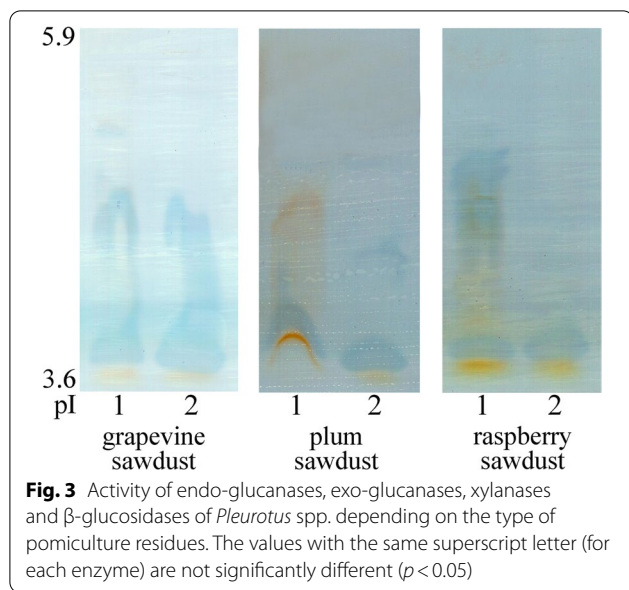 5.9
3.6
pI 1 2 1 2 1 2
grapevine sawdust plum sawdust raspberry sawdust
Fig. 3 Activity of endo-glucanases, exo-glucanases, xylanases
and β-glucosidases of Pleurotus spp. depending on the type of
pomiculture residues. The values with the same superscript letter (for
each enzyme) are not significantly different (p < 0.05)